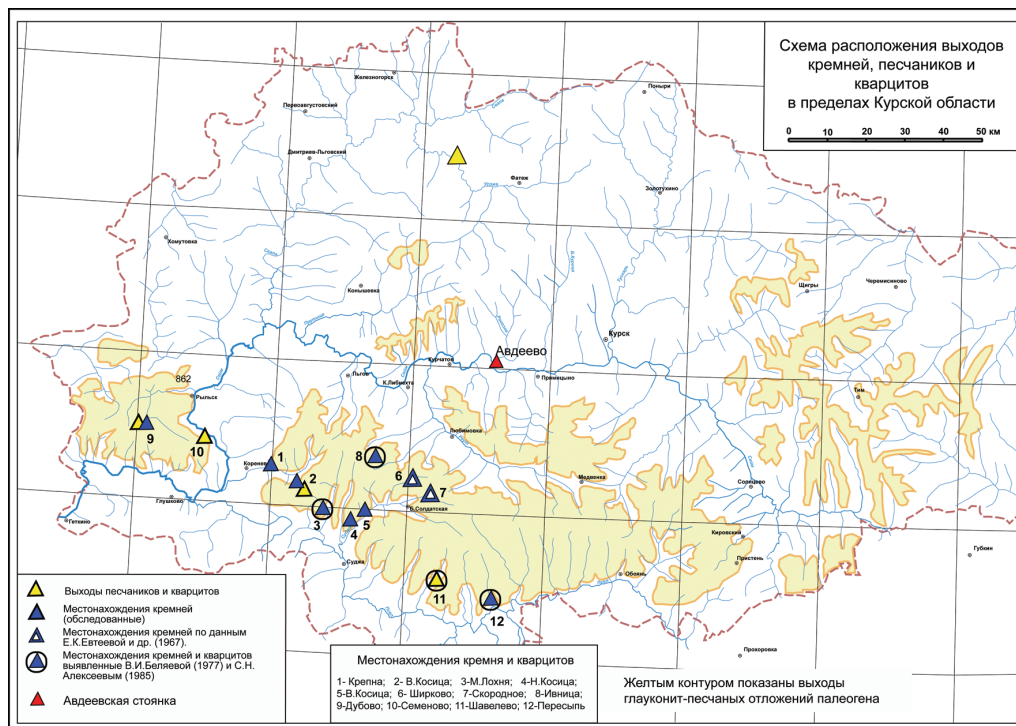 Схема расположения выходов
кремней, песчаников и
кварцитов
в пределах Курской области
0 10 20 30 40 50 км
Железногорск
Поныри
Первоавгустовский
Дмитриев-Льговский
Фатеж
Золотухино
Хомутовка
Конышевка
Щигры
Черемисиново
Курск
Авдеево
Курчатов
Прямицыно
Льгов
К.Либкнехта
862
Рыльск
Тим
9
10
Любимовка
1
8
Коренево
2
6
7
Медвенка
Солнцево
Глушково
Б.Солдатская
3
5
4
Теткино
Кировский
Суджа
Пристень
Губкин
Обоянь
11
12
Прохоровка
Выходы песчаников и кварцитов
Местонахождения кремней
(обследованные)
Местонахождения кремней по данным
Е.К.Евтеевой и др. (1967).
Местонахождения кремней и кварцитов
выявленные В.И.Беляевой (1977) и С.Н.
Алексеевым (1985)
Авдеевская стоянка
Местонахождения кремня и кварцитов
1- Крепна; 2- В.Косица; 3-М.Лохня; 4-Н.Косица;
5-В.Косица; 6- Ширково; 7-Скородное; 8-Ивница;
9-Дубово; 10-Семеново; 11-Шавелево; 12-Пересыпь
Желтым контуром показаны выходы
глауконит-песчаных отложений палеогена